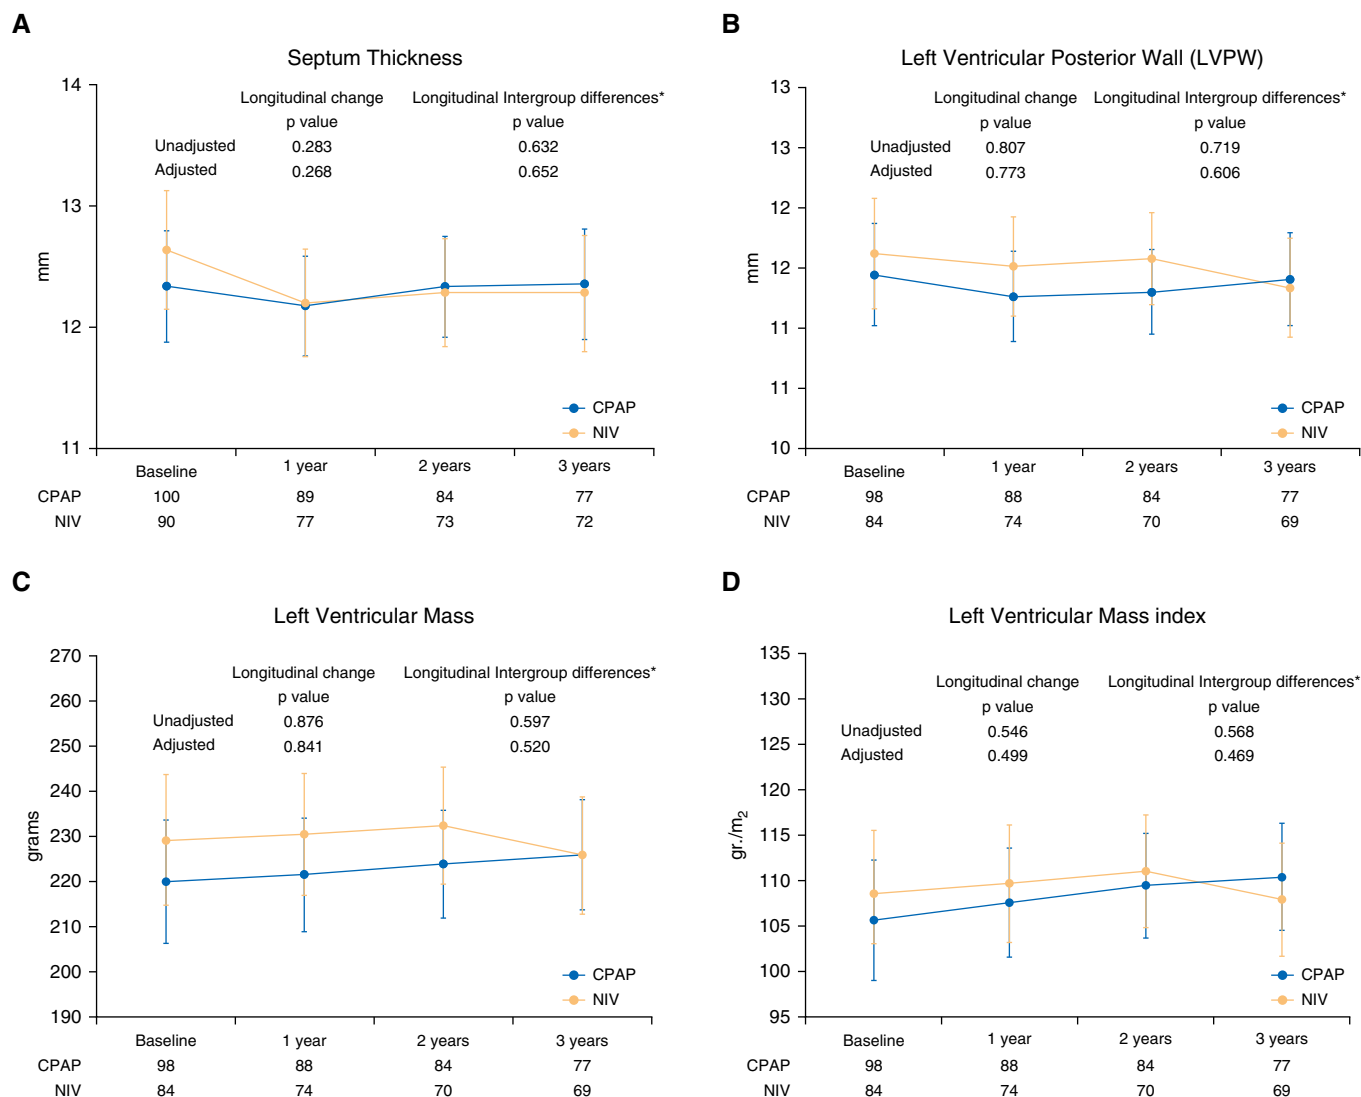 A
Septum Thickness
14
13
12
11
mm
Longitudinal change Longitudinal Intergroup differences*
p value p value
Unadjusted 0.283 0.632
Adjusted 0.268 0.652
CPAP
NIV
Baseline 1 year 2 years 3 years
CPAP 100 89 84 77
NIV 90 77 73 72
B
Left Ventricular Posterior Wall (LVPW)
13
13
12
12
11
11
10
mm
Longitudinal change Longitudinal Intergroup differences*
p value p value
Unadjusted 0.807 0.719
Adjusted 0.773 0.606
CPAP
NIV
Baseline 1 year 2 years 3 years
CPAP 98 88 84 77
NIV 84 74 70 69
C
Left Ventricular Mass
270
260
250
240
230
220
210
200
190
grams
Longitudinal change Longitudinal Intergroup differences*
p value p value
Unadjusted 0.876 0.597
Adjusted 0.841 0.520
CPAP
NIV
Baseline 1 year 2 years 3 years
CPAP 98 88 84 77
NIV 84 74 70 69
D
Left Ventricular Mass index
135
130
125
120
115
110
105
100
95
gr./m2
Longitudinal change Longitudinal Intergroup differences*
p value p value
Unadjusted 0.546 0.568
Adjusted 0.499 0.469
CPAP
NIV
Baseline 1 year 2 years 3 years
CPAP 98 88 84 77
NIV 84 74 70 69